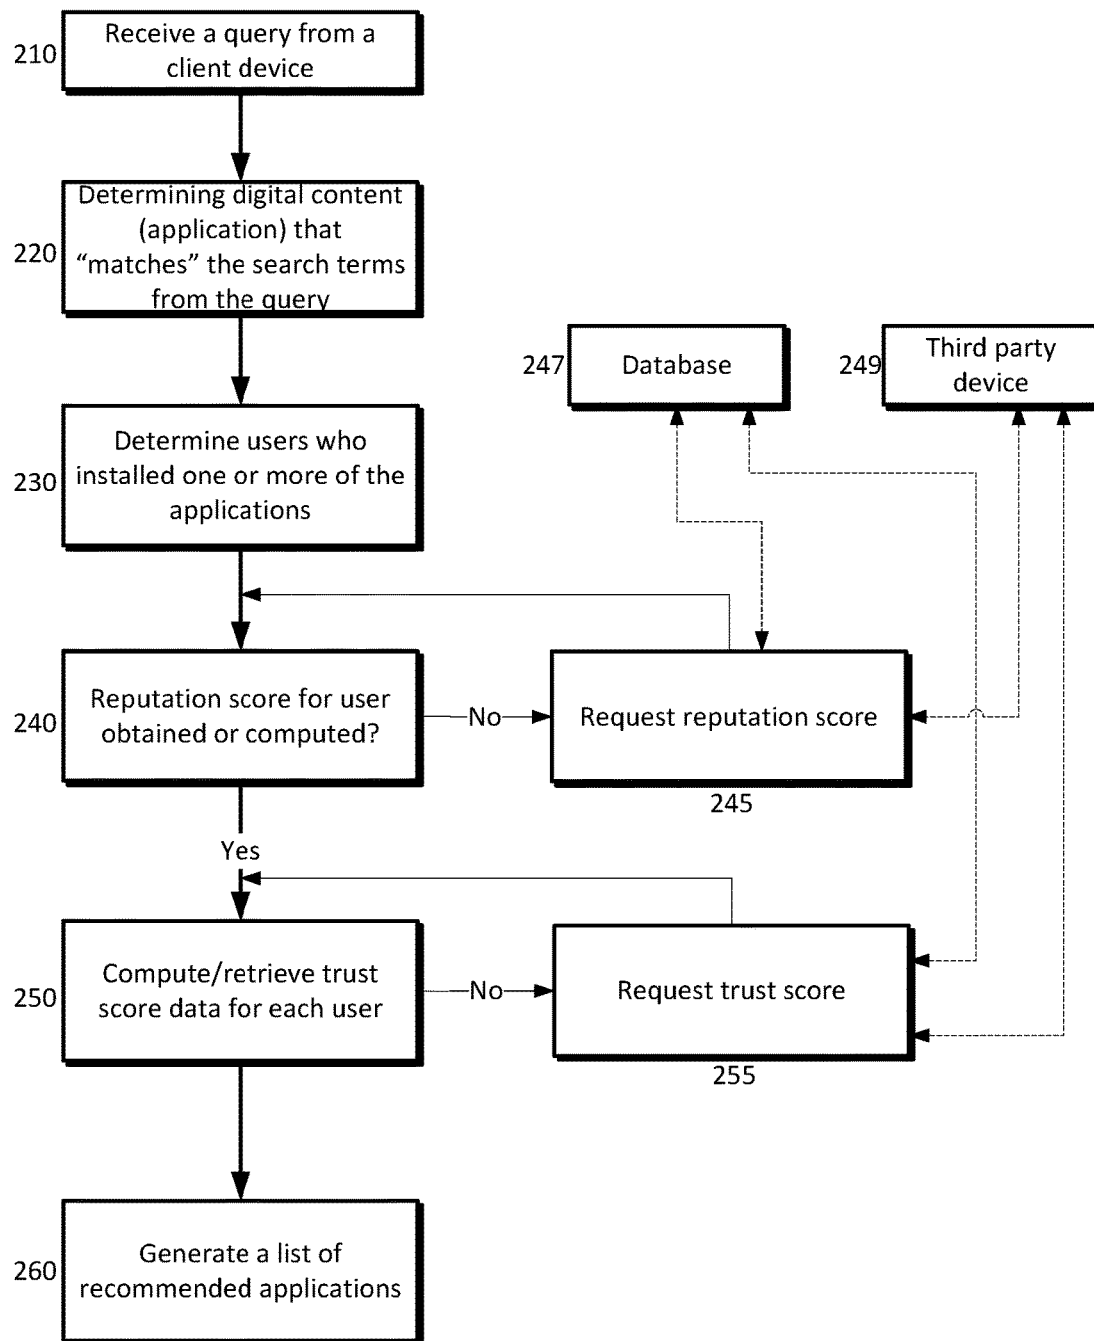 210
Receive a query from a
client device
220
Determining digital content
(application) that
“matches” the search terms
from the query
247
Database
249
Third party
device
230
Determine users who
installed one or more of the
applications
240
Reputation score for user
obtained or computed?
No
Request reputation score
245
Yes
250
Compute/retrieve trust
score data for each user
No
Request trust score
255
260
Generate a list of
recommended applications